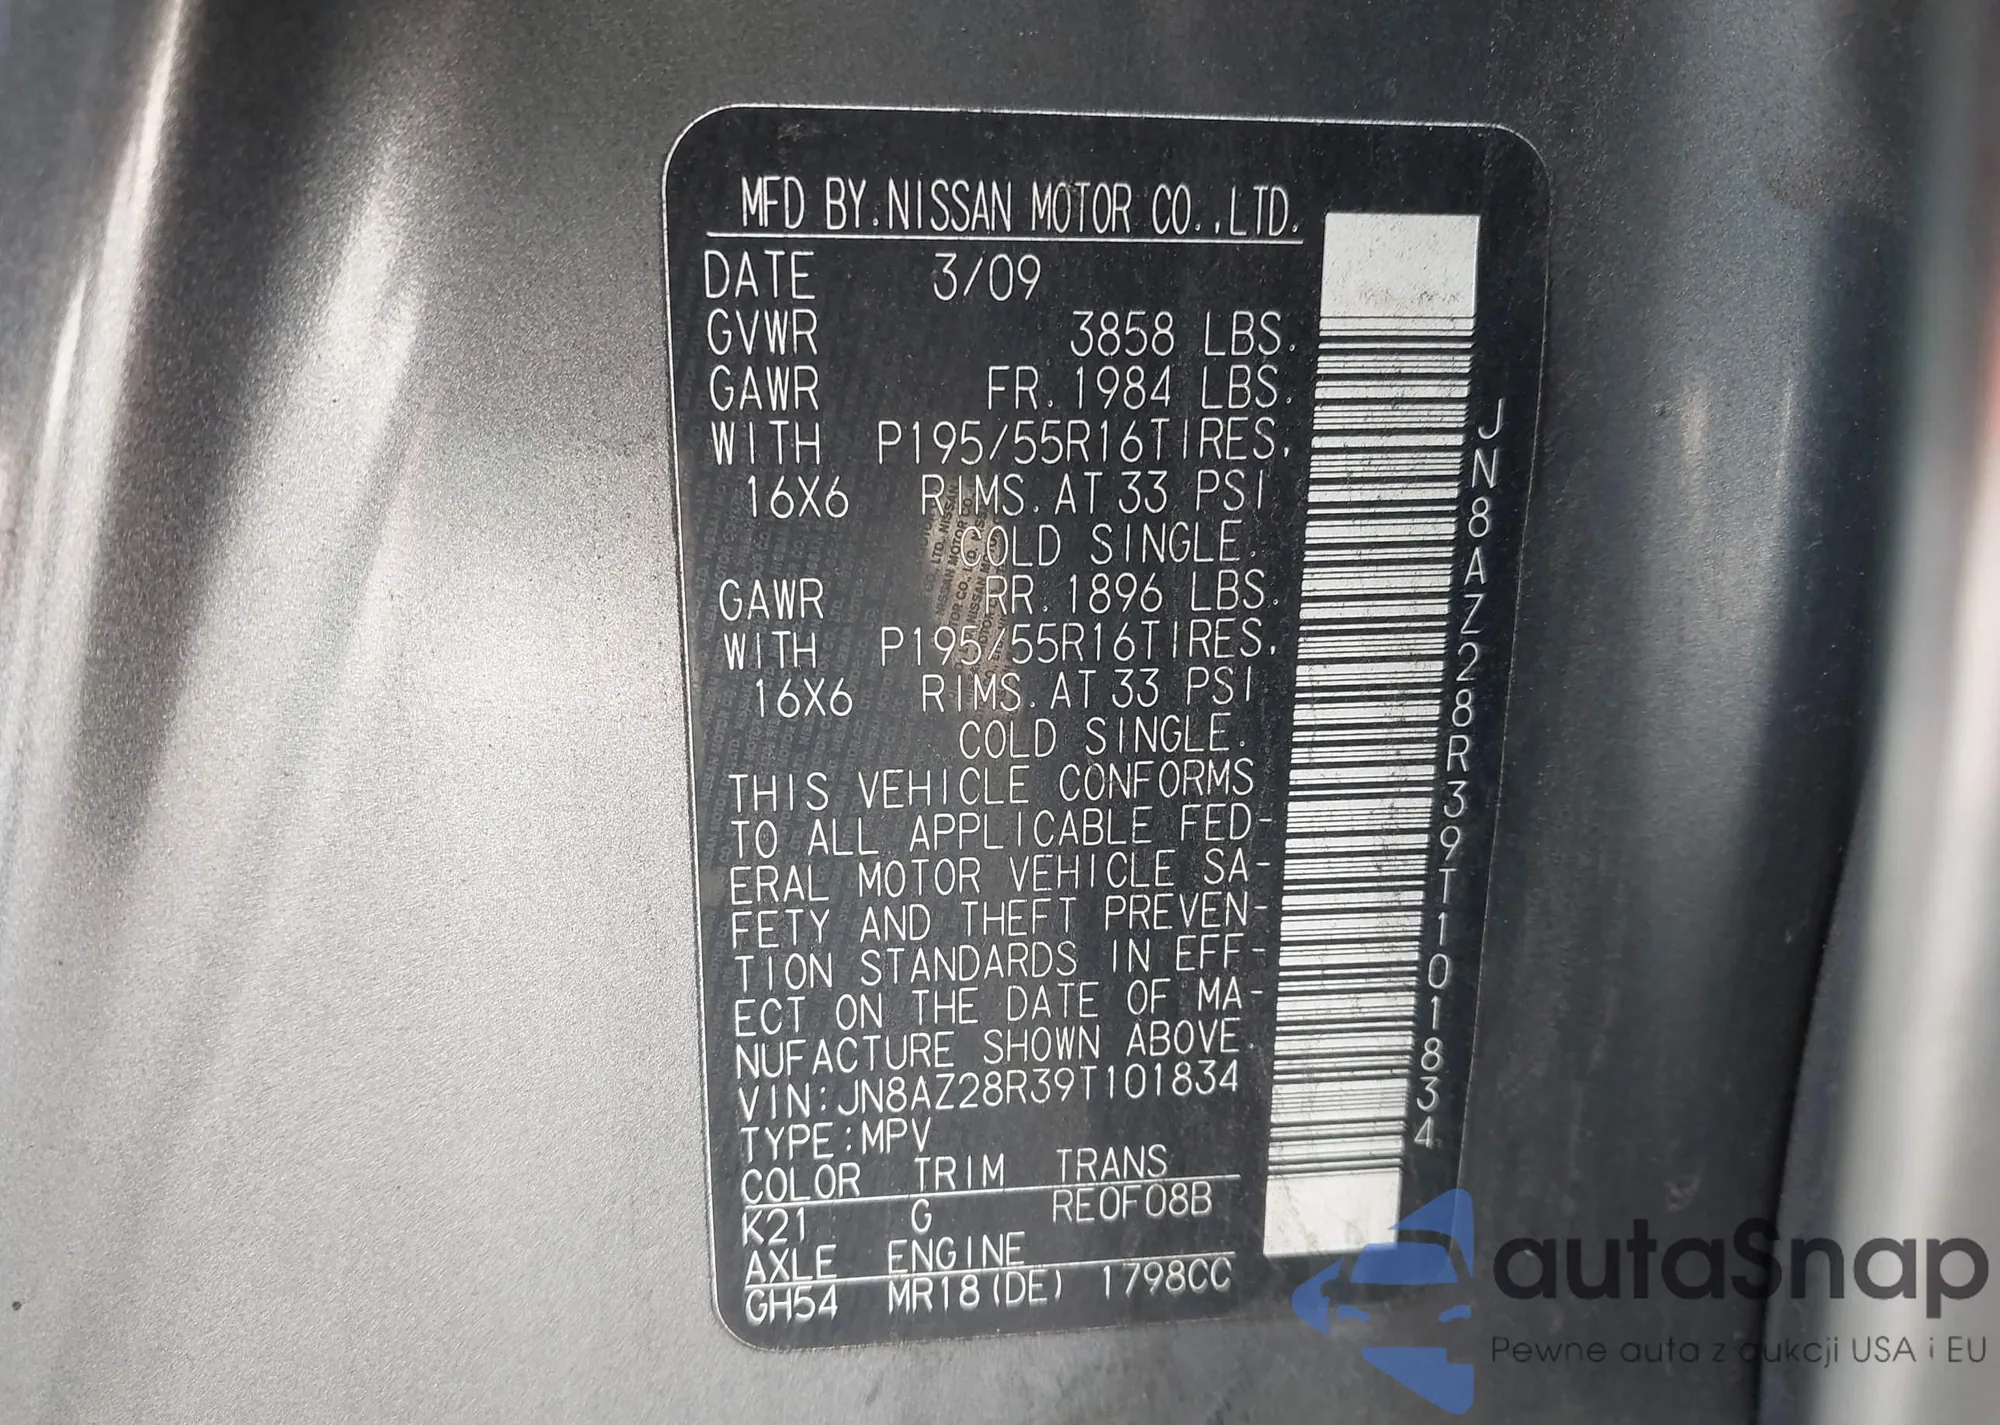 MFD BY.NISSAN MOTOR CO.,LTD.
DATE 3/09
GVWR 3858 LBS.
GAWR FR. 1984 LBS.
WITH P195/55R16TIRES,
16X6 RIMS. AT 33 PSI
COLD SINGLE.
GAWR RR. 1896 LBS.
WITH P195/55R16TIRES,
16X6 RIMS. AT 33 PSI
COLD SINGLE.
THIS VEHICLE CONFORMS
TO ALL APPLICABLE FED-
ERAL MOTOR VEHICLE SA-
FETY AND THEFT PREVEN-
TION STANDARDS IN EFF-
ECT ON THE DATE OF MA-
NUFACTURE SHOWN ABOVE.
VIN:JN8AZ28R39T101834
TYPE:MPV
COLOR TRIM TRANS
K21 G RE0F08B
AXLE ENGINE
GH54 MR18(DE) 1798CC
JN8AZ28R39T101834
autaSnap
Pewne auta z aukcji USA i EU